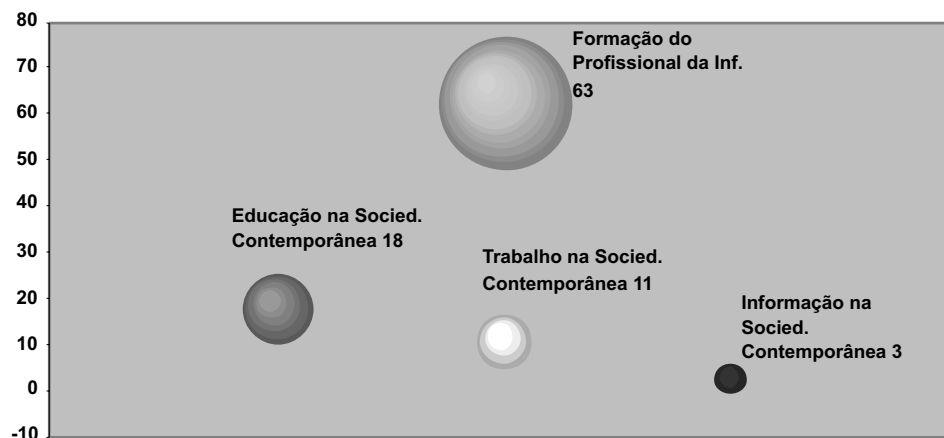 80
70
60
50
40
30
20
10
0
-10
Formação do
Profissional da Inf.
63
Educação na Socied.
Contemporânea 18
Trabalho na Socied.
Contemporânea 11
Informação na
Socied.
Contemporânea 3